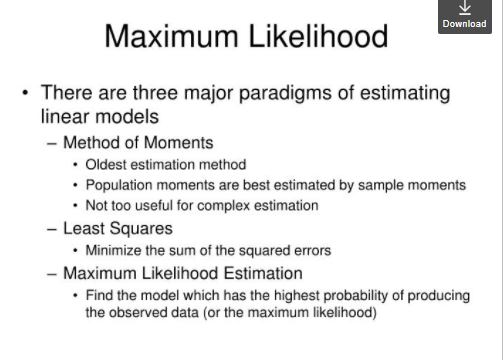 Download
Maximum Likelihood
• There are three major paradigms of estimating
linear models
– Method of Moments
• Oldest estimation method
• Population moments are best estimated by sample moments
• Not too useful for complex estimation
– Least Squares
• Minimize the sum of the squared errors
– Maximum Likelihood Estimation
• Find the model which has the highest probability of producing
the observed data (or the maximum likelihood)